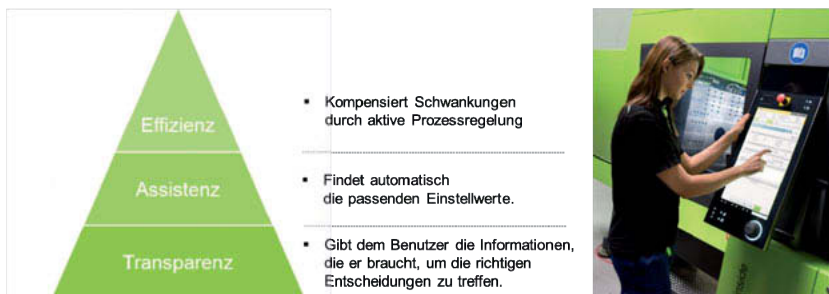 Effizienz
▪ Kompensiert Schwankungen
durch aktive Prozessregelung
Assistenz
▪ Findet automatisch
die passenden Einstellwerte.
Transparenz
▪ Gibt dem Benutzer die Informationen,
die er braucht, um die richtigen
Entscheidungen zu treffen.